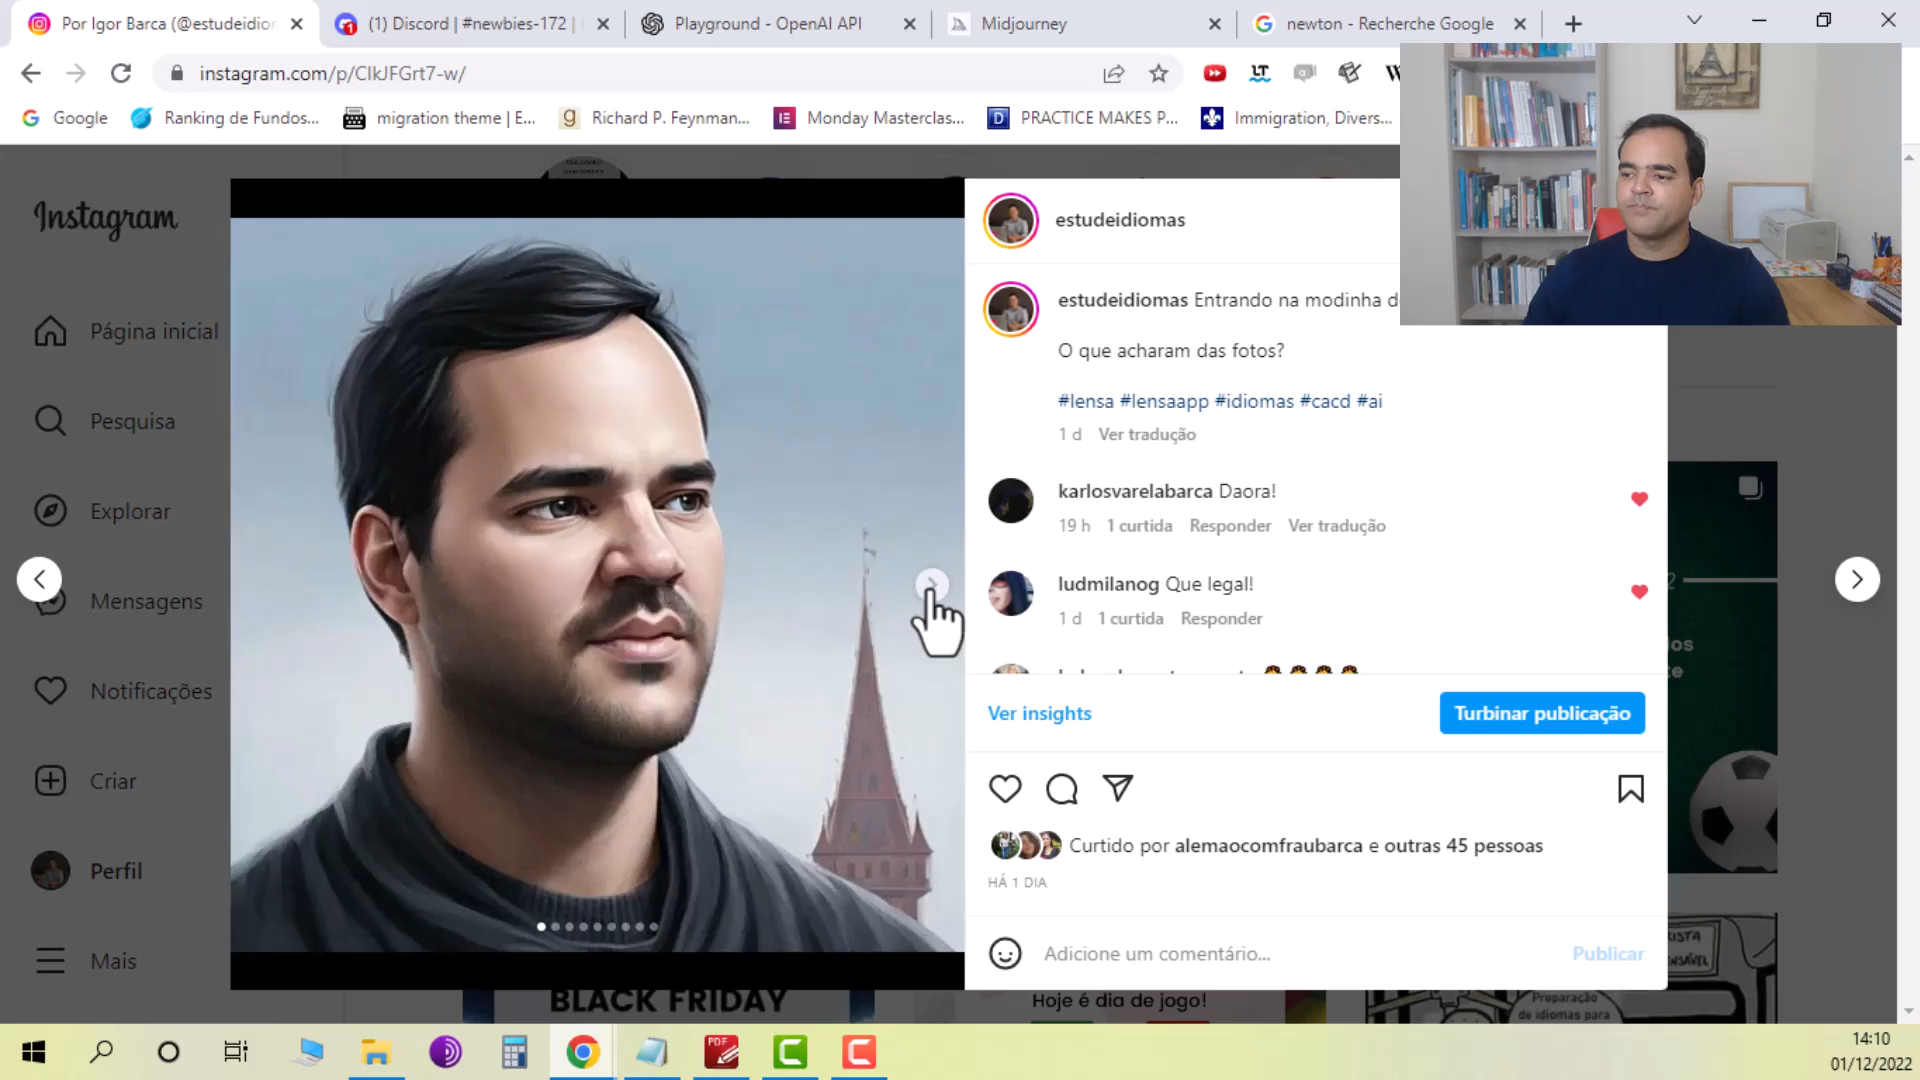 Por Igor Barca (@estudeidior
(1) Discord | #newbies-172 |
Playground - OpenAI API
Midjourney
newton - Recherche Google
instagram.com/p/ClkJFGrt7-w/
Google
Ranking de Fundos...
migration theme | E...
Richard P. Feynman...
Monday Masterclas...
PRACTICE MAKES P...
Immigration, Divers...
Instagram
Página inicial
Pesquisa
Explorar
Mensagens
Notificações
Criar
Perfil
Mais
estudeidiomas
estudeidiomas Entrando na modinha d
O que acharam das fotos?
#lensa #lensaapp #idiomas #cacd #ai
1 d Ver tradução
karlosvarelabarca Daora!
19 h 1 curtida Responder Ver tradução
ludmilanog Que legal!
1 d 1 curtida Responder
Ver insights
Turbinar publicação
Curtido por alemaocomfraubarca e outras 45 pessoas
HÁ 1 DIA
Adicione um comentário...
Publicar
BLACK FRIDAY
Hoje é dia de jogo!
Preparação
de idiomas para
PDF
14:10
01/12/2022